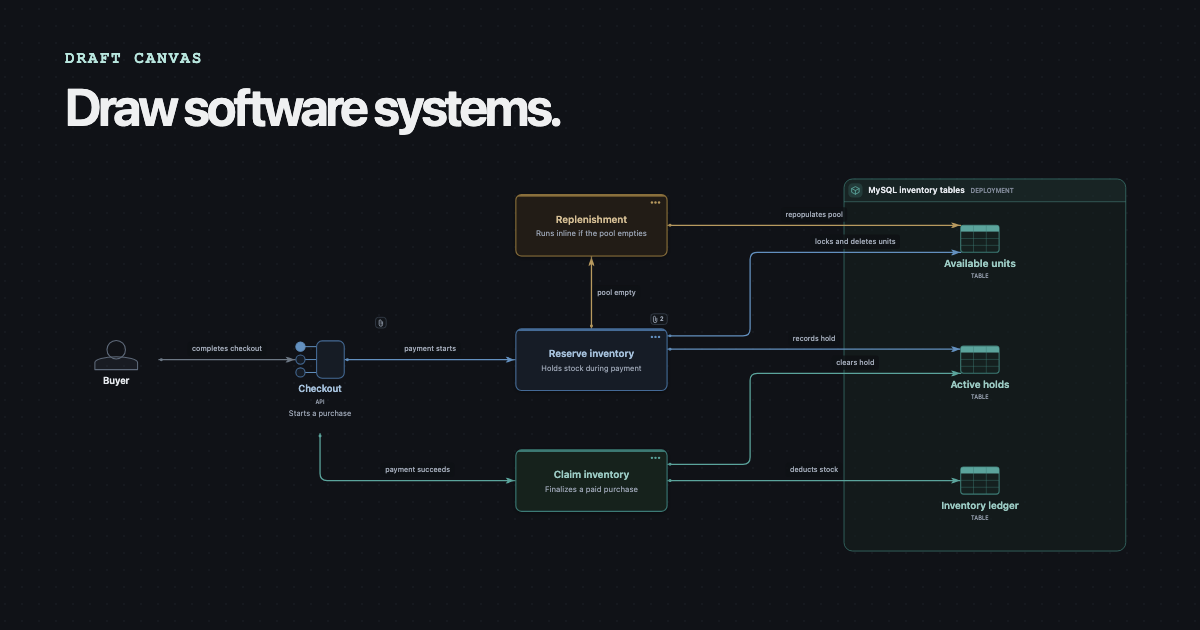 DRAFT CANVAS
Draw software systems.
MySQL inventory tables DEPLOYMENT
Replenishment
Runs inline if the pool empties
repopulates pool
locks and deletes units
Available units
TABLE
pool empty
2
Reserve inventory
Holds stock during payment
completes checkout
payment starts
records hold
clears hold
Buyer
Checkout
API
Starts a purchase
Active holds
TABLE
payment succeeds
Claim inventory
Finalizes a paid purchase
deducts stock
Inventory ledger
TABLE